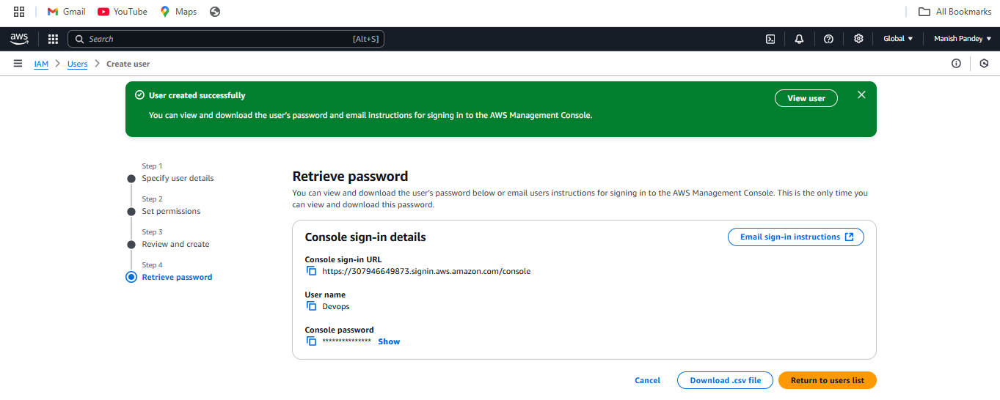 Gmail YouTube Maps All Bookmarks
aws Search [Alt+S] Global Manish Pandey
IAM Users Create user
User created successfully
View user
You can view and download the user's password and email instructions for signing in to the AWS Management Console.
Step 1
Specify user details
Step 2
Set permissions
Step 3
Review and create
Step 4
Retrieve password
Retrieve password
You can view and download the user's password below or email users instructions for signing in to the AWS Management Console. This is the only time you
can view and download this password.
Console sign-in details
Email sign-in instructions
Console sign-in URL
https://307946649873.signin.aws.amazon.com/console
User name
Devops
Console password
*************** Show
Cancel Download .csv file Return to users list